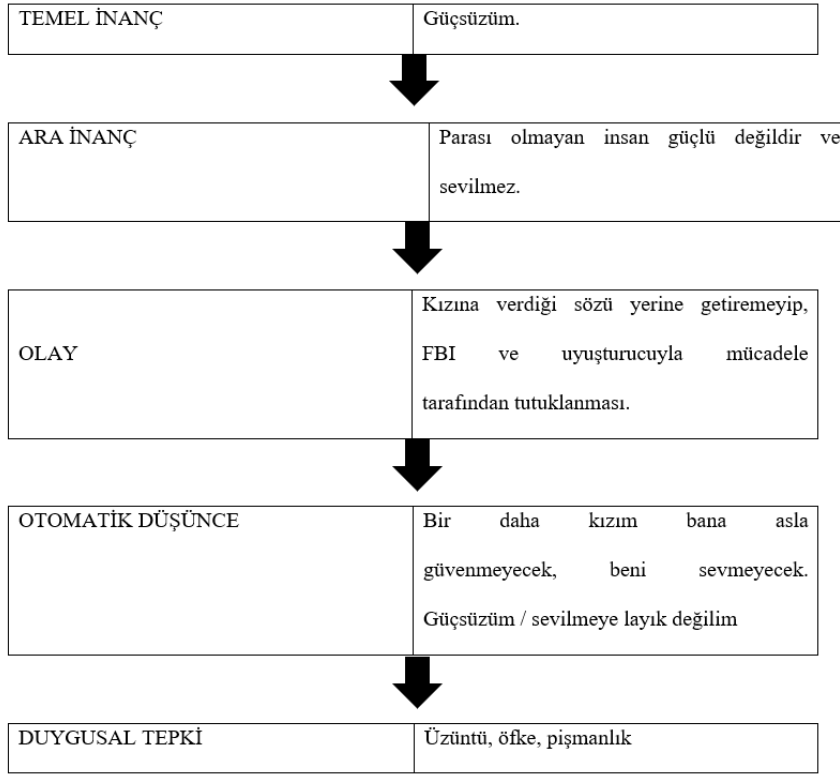 TEMEL İNANÇ
Güçsüzüm.
ARA İNANÇ
Parası olmayan insan güçlü değildir ve
sevilmez.
OLAY
Kızına verdiği sözü yerine getiremeyip,
FBI ve uyuşturucuyla mücadele
tarafından tutuklanması.
OTOMATİK DÜŞÜNCE
Bir daha kızım bana asla
güvenmeyecek, beni sevmeyecek.
Güçsüzüm / sevilmeye layık değilim
DUYGUSAL TEPKİ
Üzüntü, öfke, pişmanlık